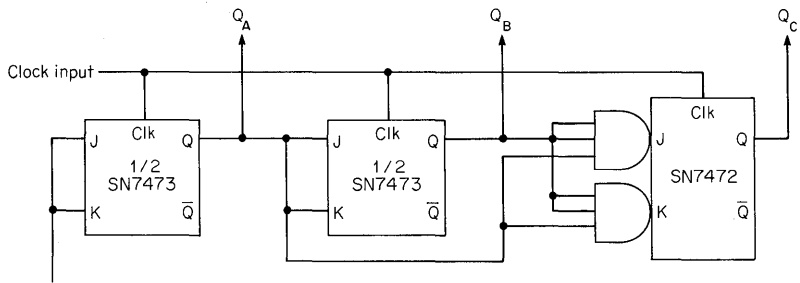 Q_A
Q_B
Q_C
Clock input
Clk
J
Q
1/2
SN7473
K
Q̅
Clk
J
Q
1/2
SN7473
K
Q̅
Clk
J
Q
SN7472
K
Q̅